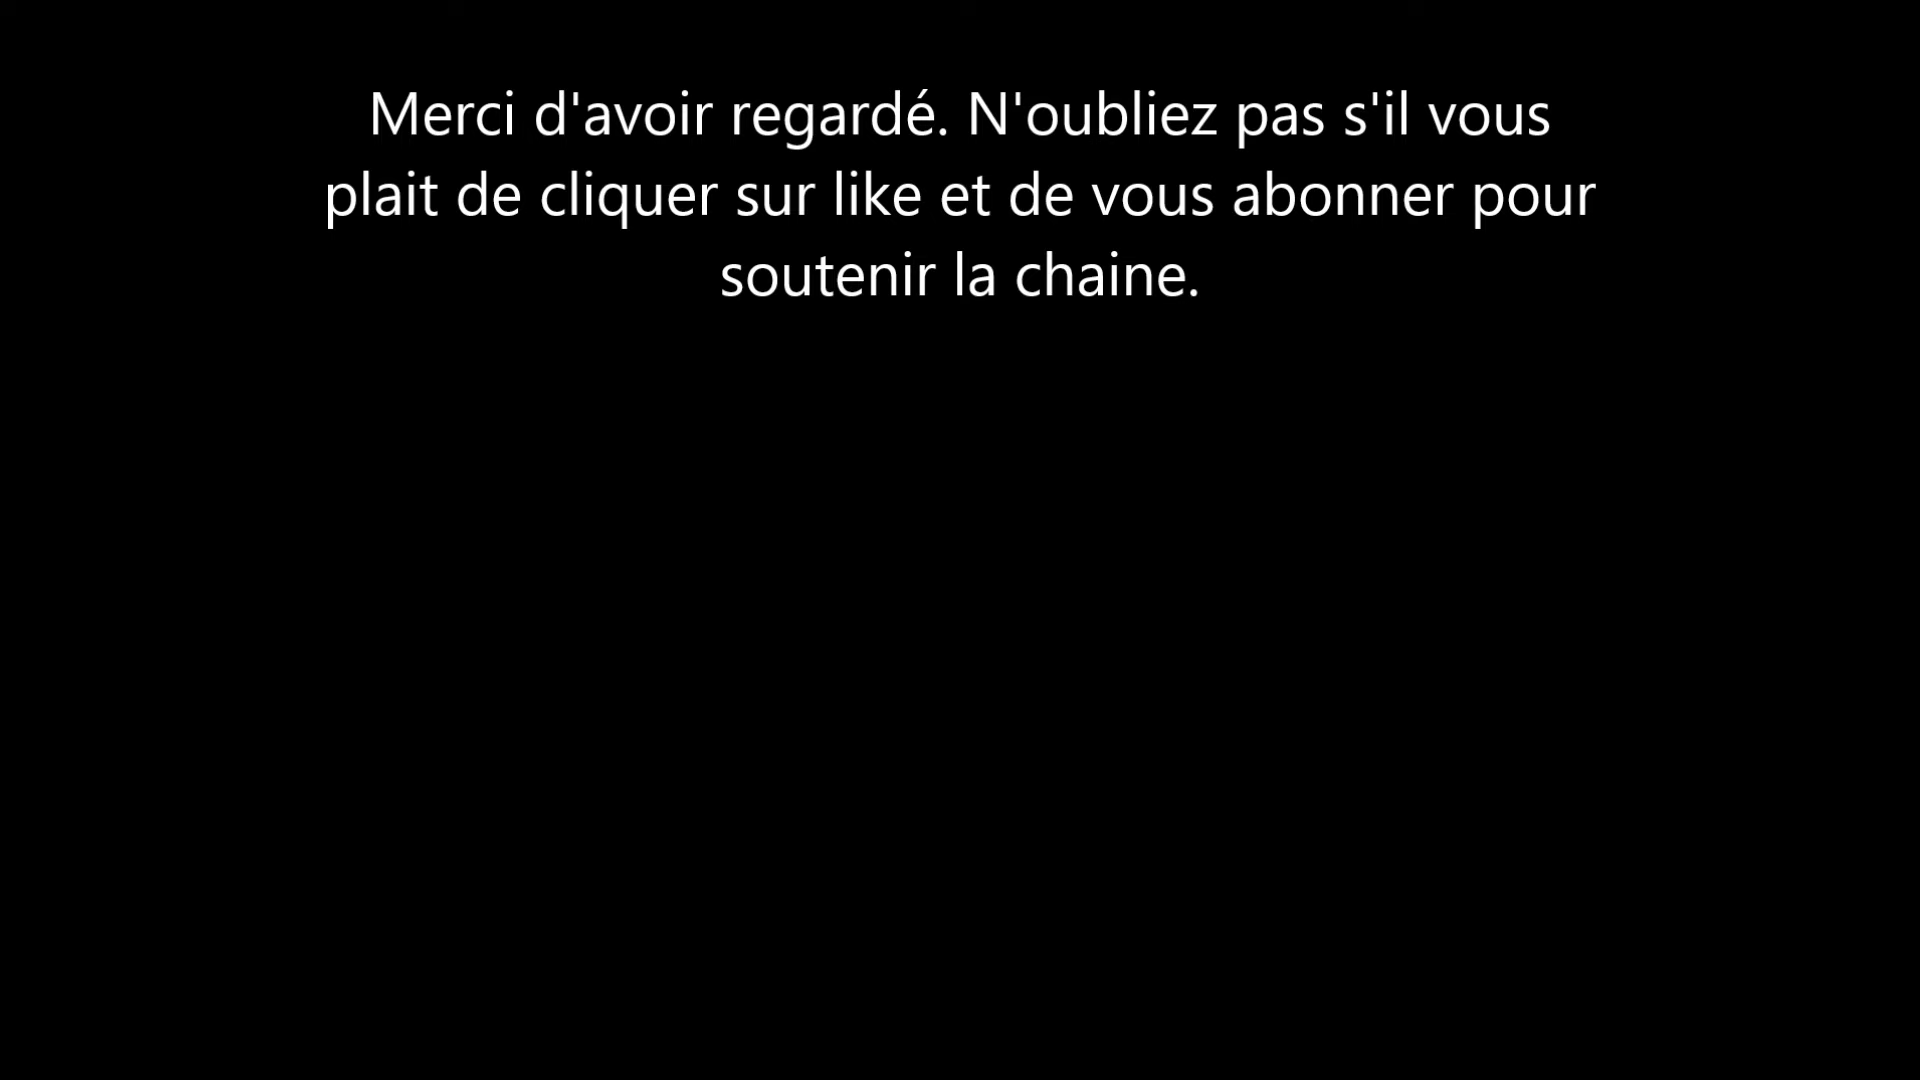 Merci d'avoir regardé. N'oubliez pas s'il vous
plait de cliquer sur like et de vous abonner pour
soutenir la chaine.